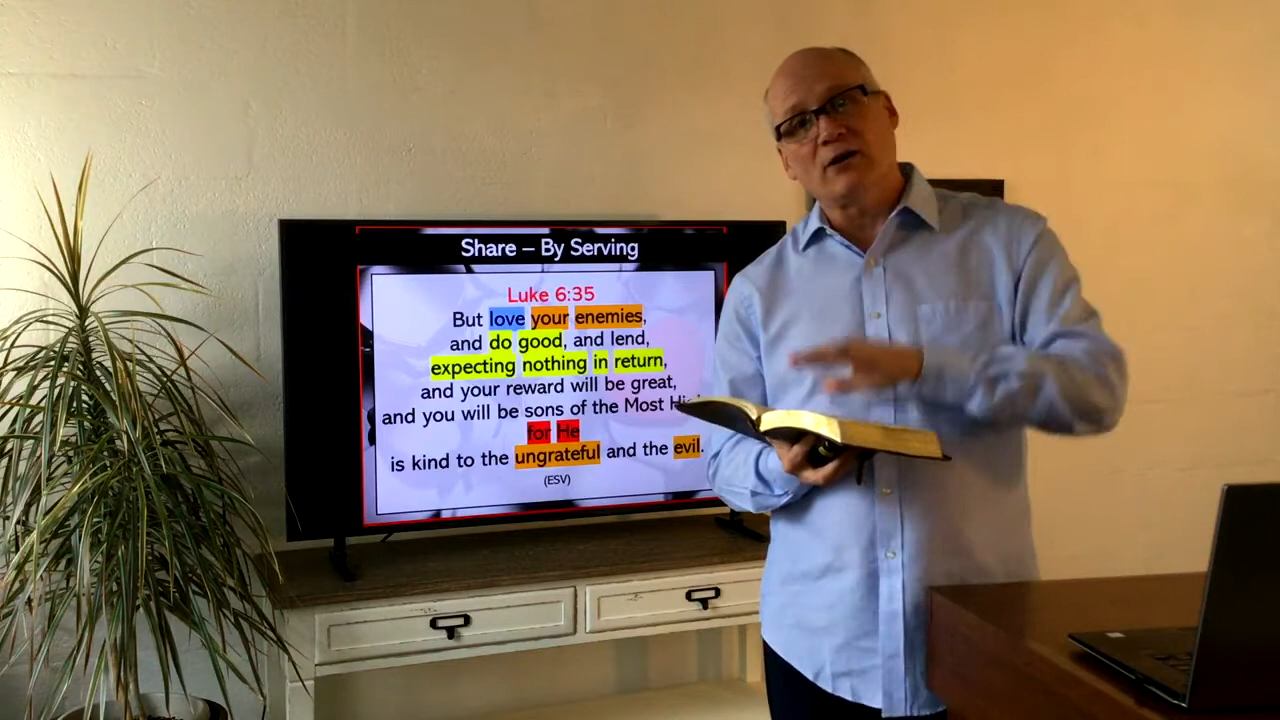 Share – By Serving
Luke 6:35
But love your enemies,
and do good, and lend,
expecting nothing in return,
and your reward will be great,
and you will be sons of the Most
for He
is kind to the ungrateful and the evil.
(ESV)